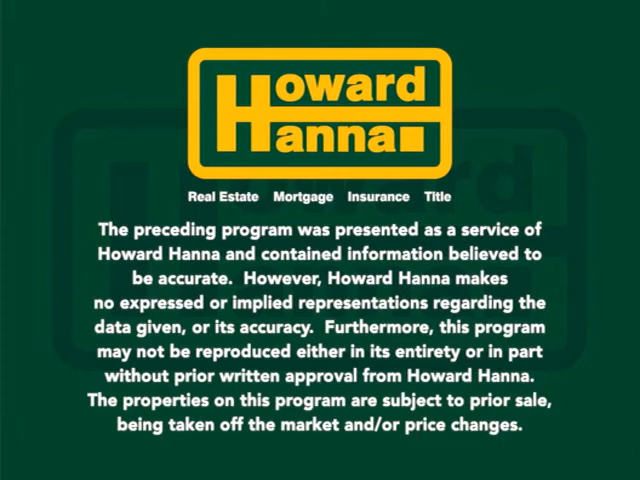 Howard
Hanna
Real Estate Mortgage Insurance Title
The preceding program was presented as a service of
Howard Hanna and contained information believed to
be accurate. However, Howard Hanna makes
no expressed or implied representations regarding the
data given, or its accuracy. Furthermore, this program
may not be reproduced either in its entirety or in part
without prior written approval from Howard Hanna.
The properties on this program are subject to prior sale,
being taken off the market and/or price changes.